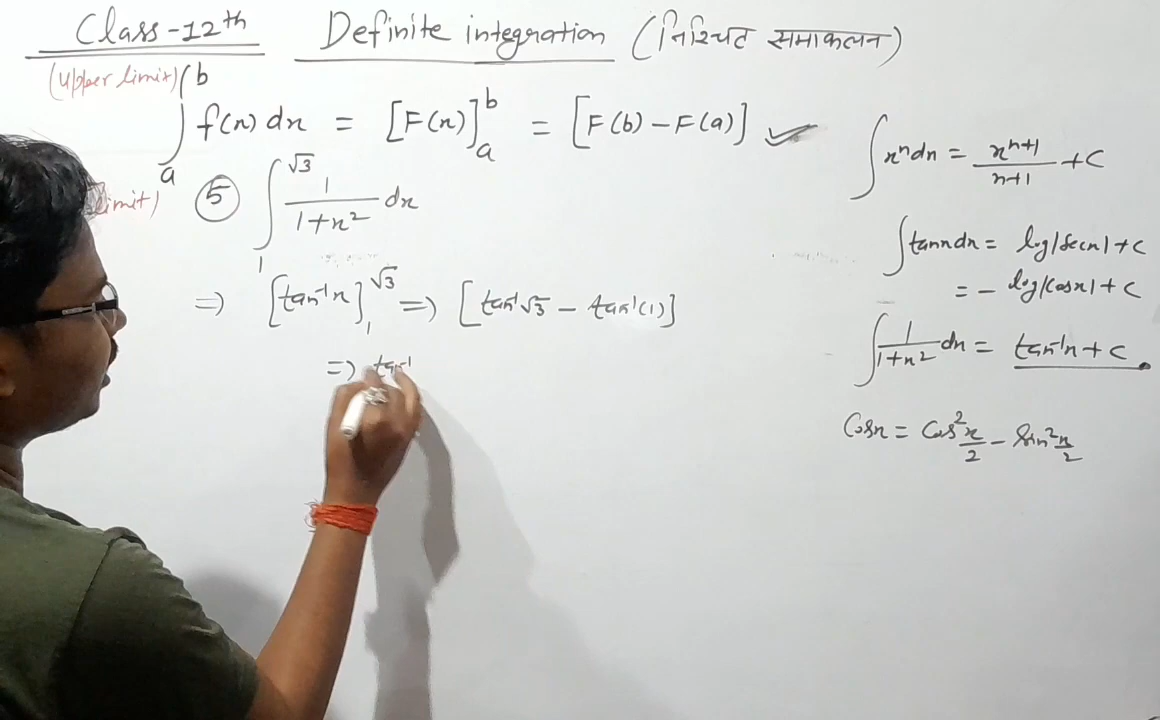 Class-12th Definite integration (निश्चित समाकलन)
(Upper limit)
∫_a^b f(x) dx = [F(x)]_a^b = [F(b) - F(a)] ✓
limit)
⑤ ∫_1^√3 1/(1+x²) dx
⇒ [tan⁻¹x]_1^√3 ⇒ [tan⁻¹√3 - tan⁻¹(1)]
⇒ tan⁻¹
∫xⁿdx = xⁿ⁺¹/(n+1) + C
∫tanx dx = log|secx| + C
= - log|cosx| + C
∫1/(1+x²) dx = tan⁻¹x + C
Cosx = Cos² x/2 - Sin² x/2